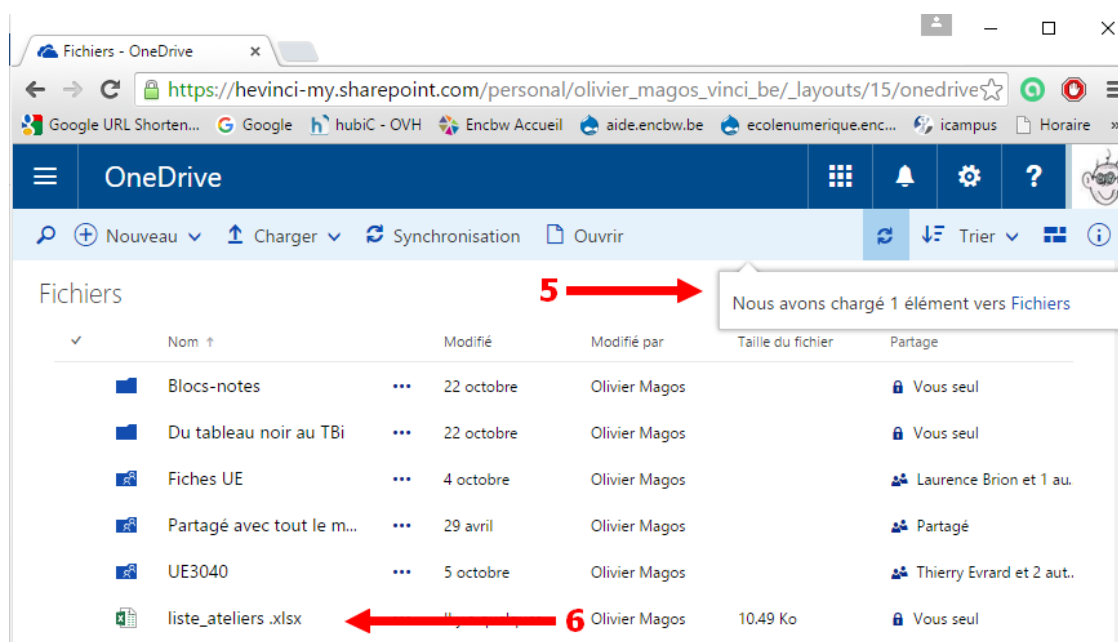 Fichiers - OneDrive
https://hevinci-my.sharepoint.com/personal/olivier_magos_vinci_be/_layouts/15/onedrive
Google URL Shorten... Google hubiC - OVH Encbw Accueil aide.encbw.be ecolenumerique.enc... icampus Horaire »
OneDrive
Nouveau Charger Synchronisation Ouvrir Trier
Fichiers
5
Nous avons chargé 1 élément vers Fichiers
Nom Modifié Modifié par Taille du fichier Partage
Blocs-notes ••• 22 octobre Olivier Magos Vous seul
Du tableau noir au TBi ••• 22 octobre Olivier Magos Vous seul
Fiches UE ••• 4 octobre Olivier Magos Laurence Brion et 1 au.
Partagé avec tout le m... ••• 29 avril Olivier Magos Partagé
UE3040 ••• 5 octobre Olivier Magos Thierry Evrard et 2 aut..
liste_ateliers .xlsx 6 Olivier Magos 10.49 Ko Vous seul